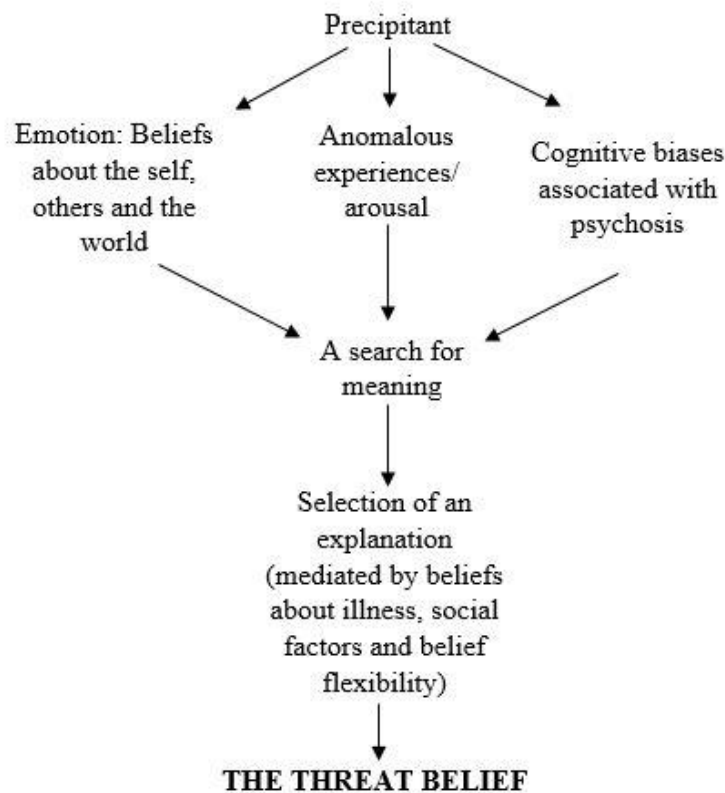 Precipitant
Emotion: Beliefs
about the self,
others and the
world
Anomalous
experiences/
arousal
Cognitive biases
associated with
psychosis
A search for
meaning
Selection of an
explanation
(mediated by beliefs
about illness, social
factors and belief
flexibility)
THE THREAT BELIEF